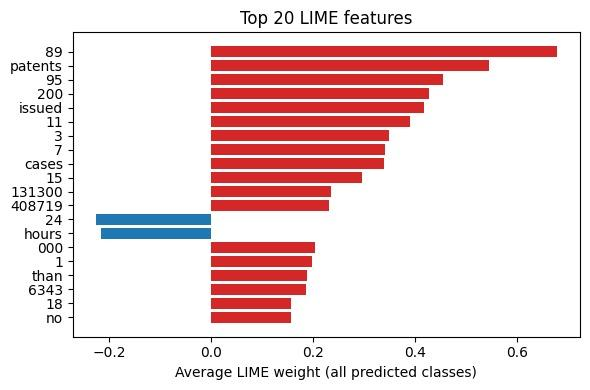 Top 20 LIME features
89
patents
95
200
issued
11
3
7
cases
15
131300
408719
24
hours
000
1
than
6343
18
no
−0.2 0.0 0.2 0.4 0.6
Average LIME weight (all predicted classes)